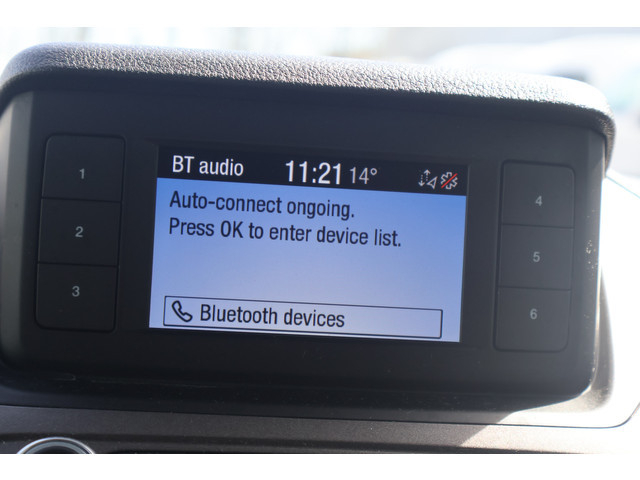 BT audio 11:21 14°
Auto-connect ongoing.
Press OK to enter device list.
Bluetooth devices
1
2
3
4
5
6